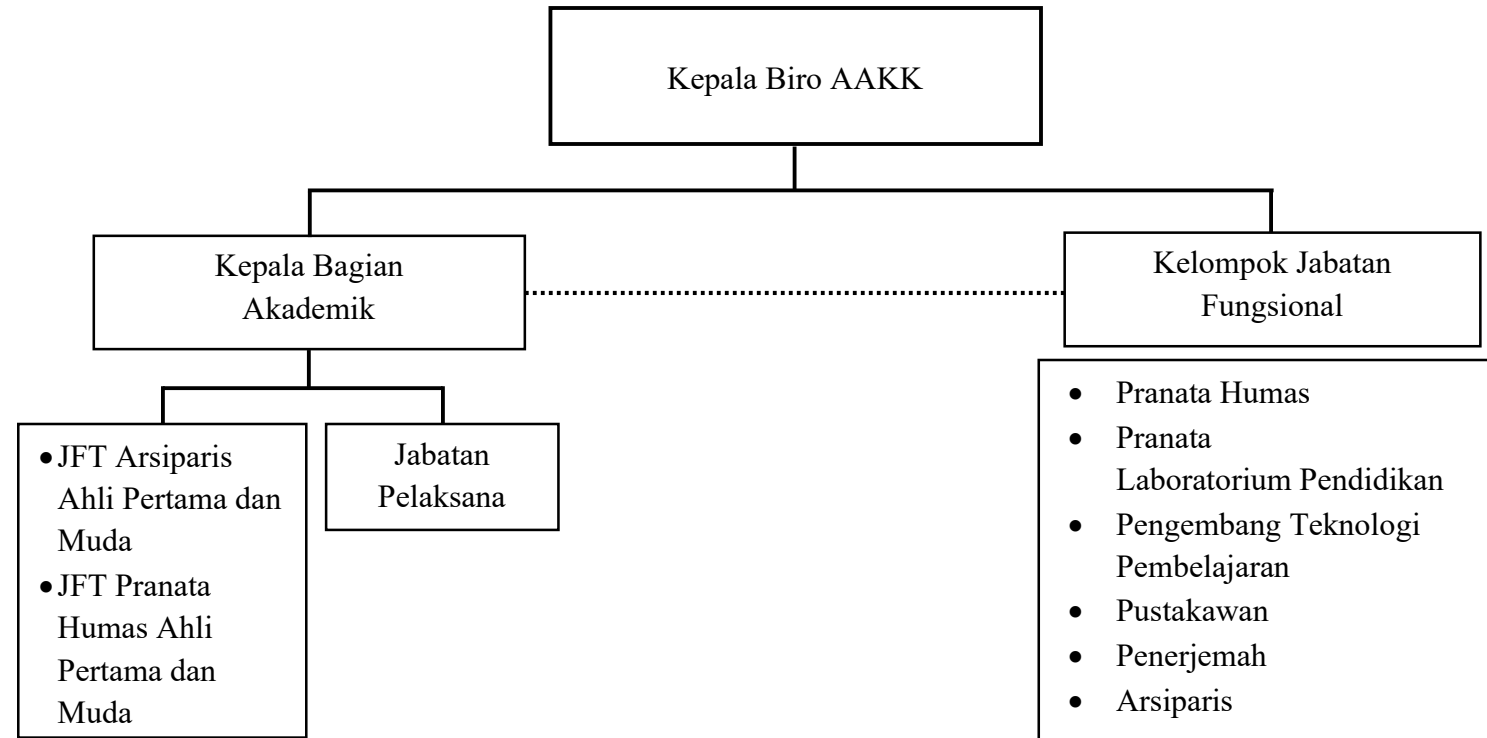 Kepala Biro AAKK
Kepala Bagian
Akademik
Kelompok Jabatan
Fungsional
• JFT Arsiparis
Ahli Pertama dan
Muda
• JFT Pranata
Humas Ahli
Pertama dan
Muda
Jabatan
Pelaksana
• Pranata Humas
• Pranata
Laboratorium Pendidikan
• Pengembang Teknologi
Pembelajaran
• Pustakawan
• Penerjemah
• Arsiparis